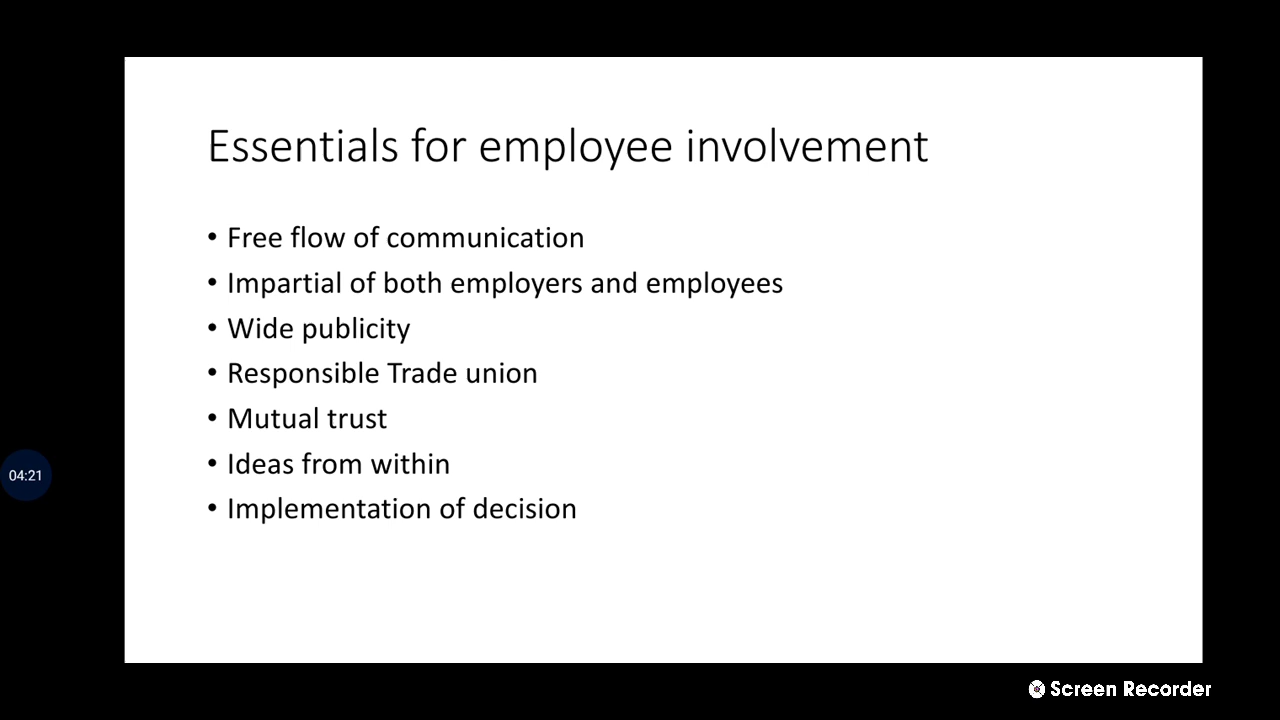 Essentials for employee involvement
• Free flow of communication
• Impartial of both employers and employees
• Wide publicity
• Responsible Trade union
• Mutual trust
• Ideas from within
• Implementation of decision
04:21
Screen Recorder